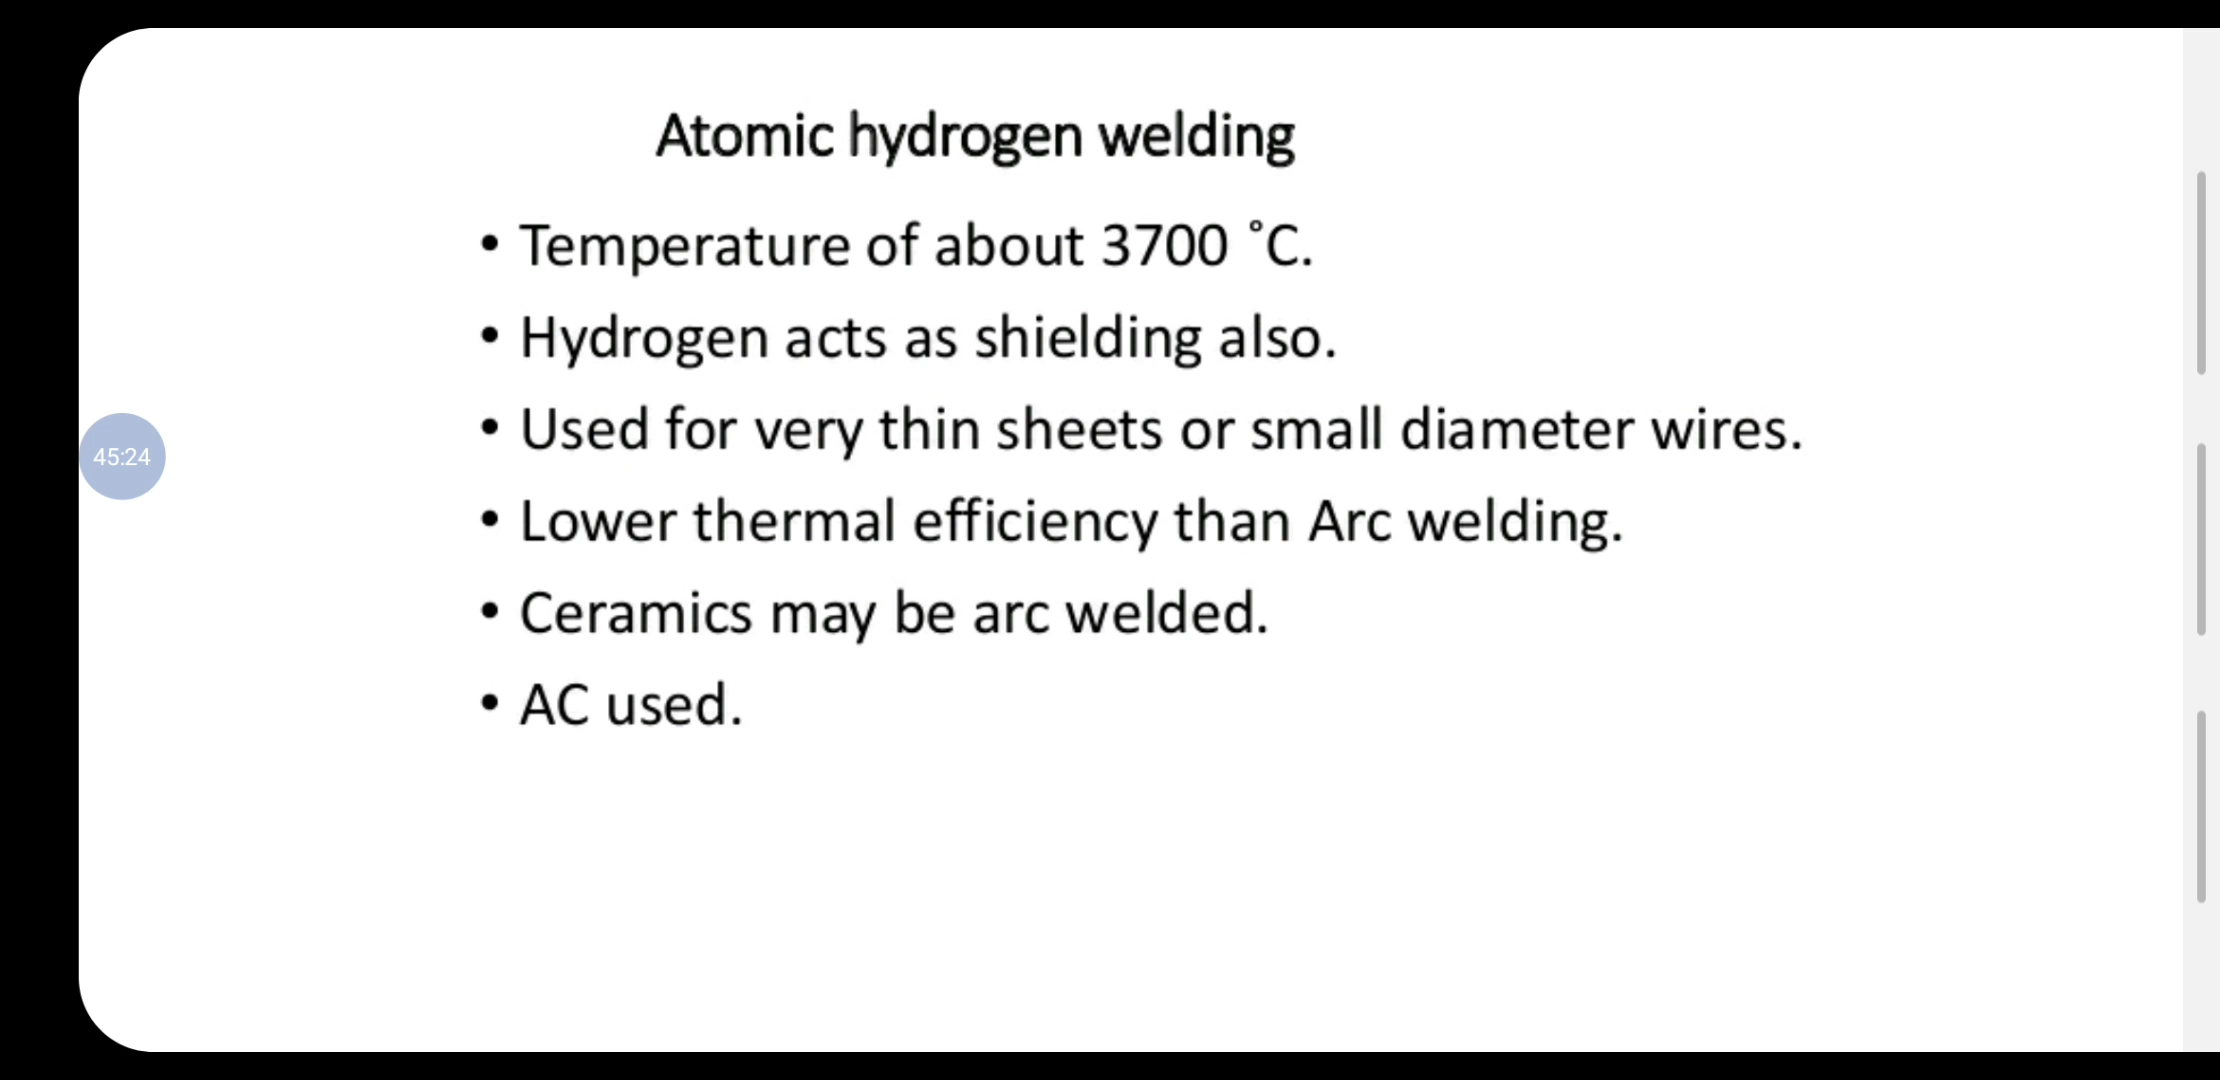 Atomic hydrogen welding
• Temperature of about 3700 ˚C.
• Hydrogen acts as shielding also.
• Used for very thin sheets or small diameter wires.
45:24
• Lower thermal efficiency than Arc welding.
• Ceramics may be arc welded.
• AC used.